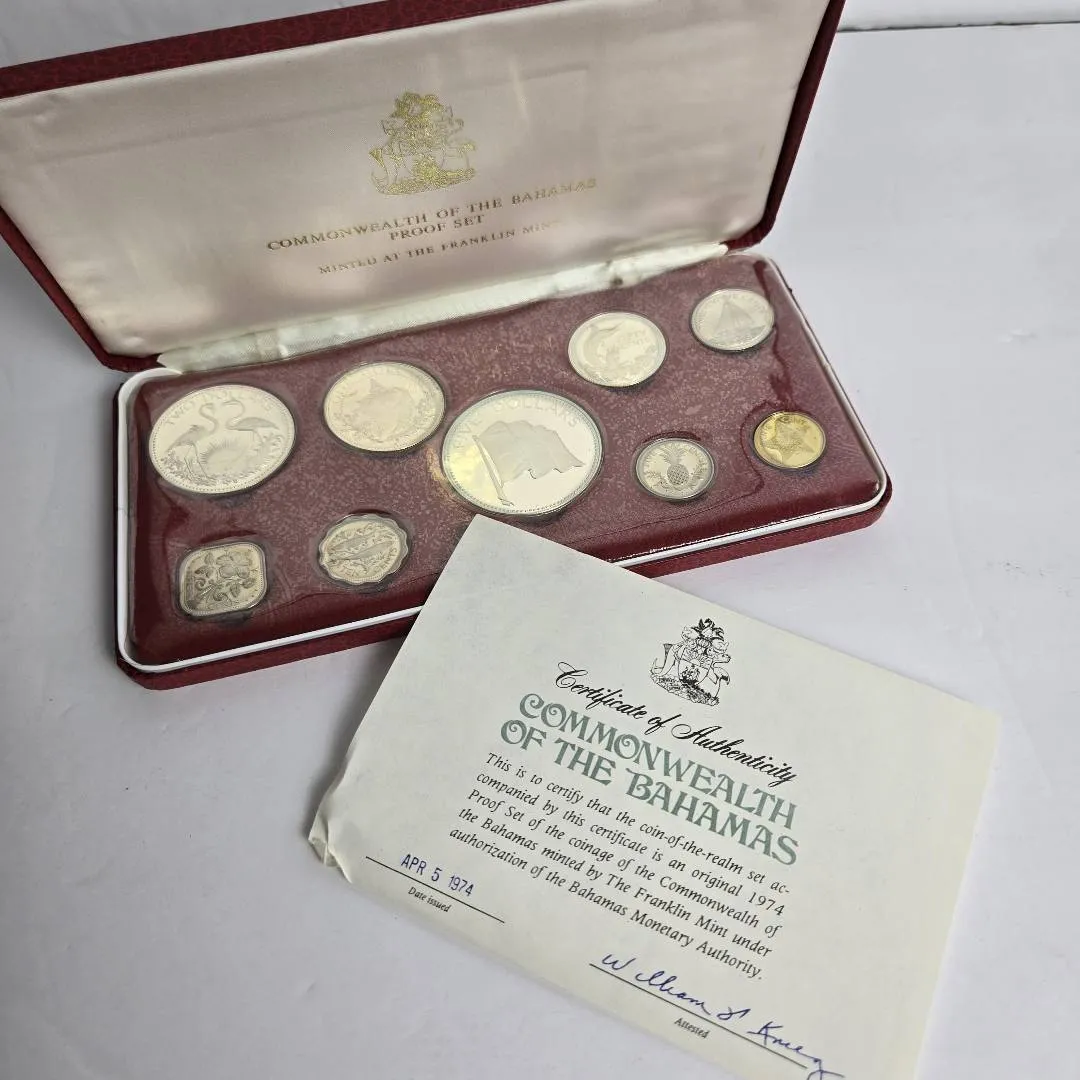 COMMONWEALTH OF THE BAHAMAS
PROOF SET
MINTED AT THE FRANKLIN MINT
TWO DOLLARS
FIVE DOLLARS
Certificate of Authenticity
COMMONWEALTH
OF THE BAHAMAS
This is to certify that the coin-of-the-realm set ac-
companied by this certificate is an original 1974
Proof Set of the coinage of the Commonwealth of
the Bahamas minted by The Franklin Mint under
authorization of the Bahamas Monetary Authority.
APR 5 1974
Date issued
Attested